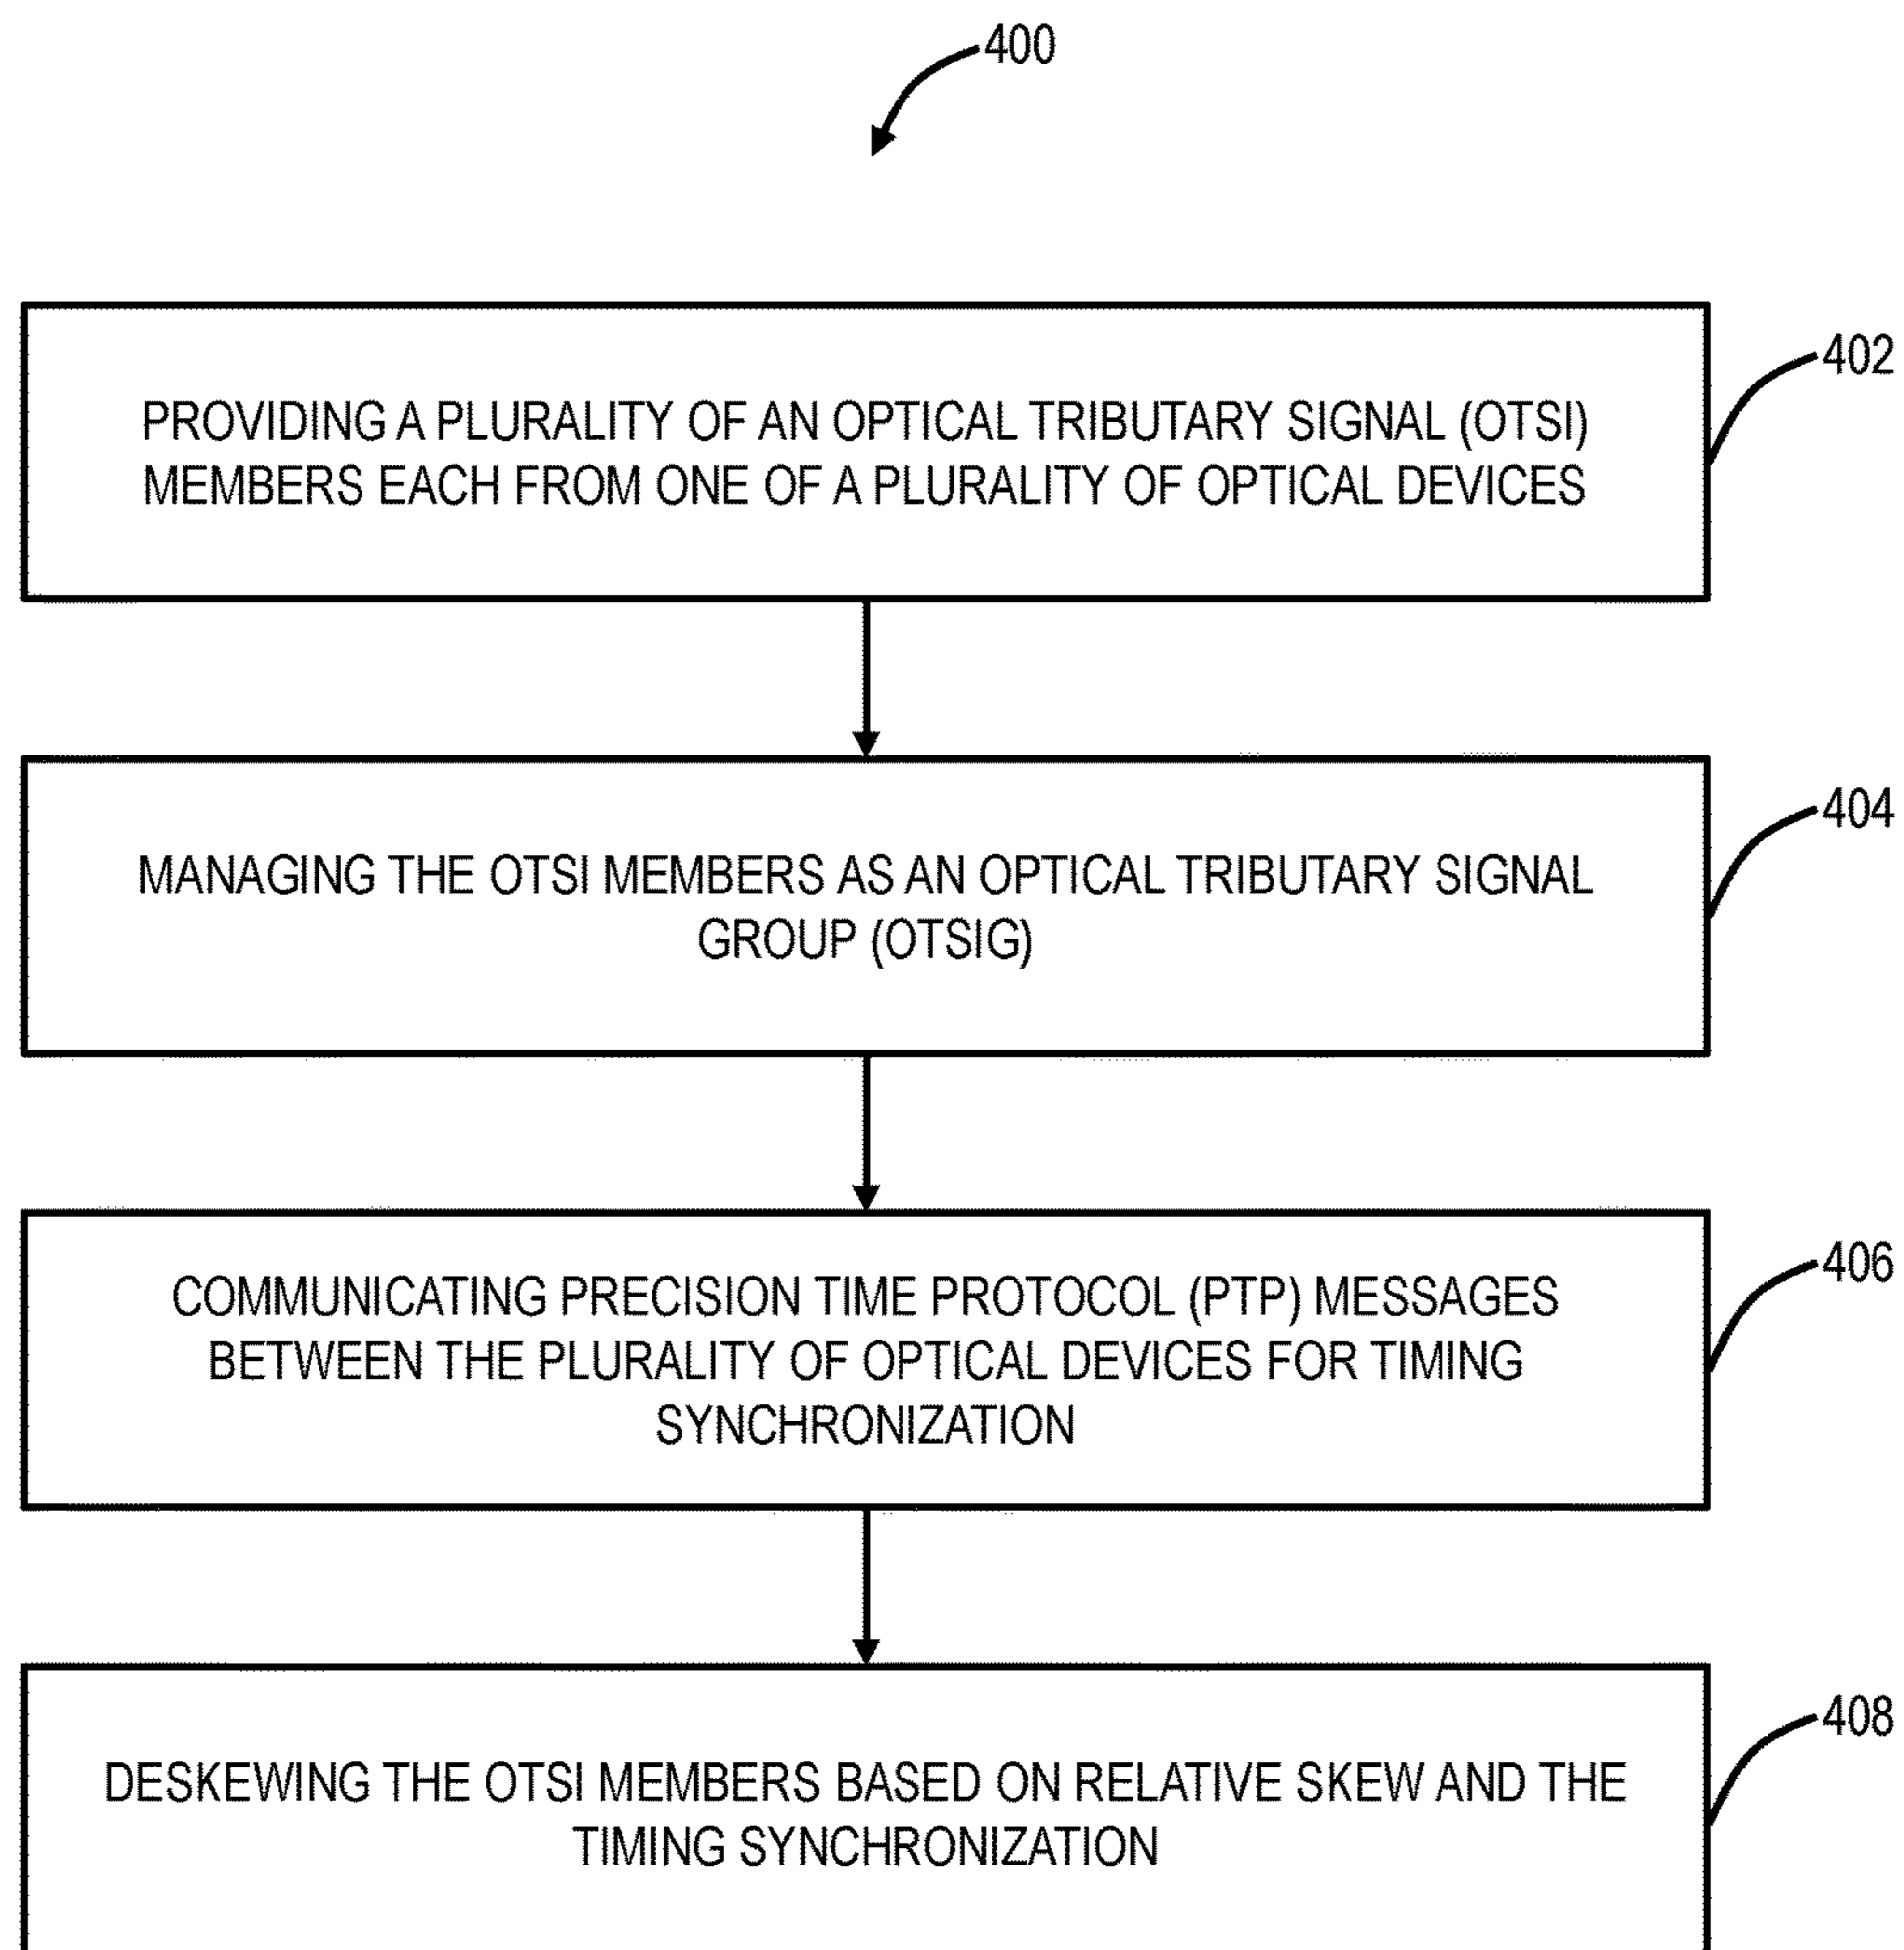 400
PROVIDING A PLURALITY OF AN OPTICAL TRIBUTARY SIGNAL (OTSI)
MEMBERS EACH FROM ONE OF A PLURALITY OF OPTICAL DEVICES
402
MANAGING THE OTSI MEMBERS AS AN OPTICAL TRIBUTARY SIGNAL
GROUP (OTSIG)
404
COMMUNICATING PRECISION TIME PROTOCOL (PTP) MESSAGES
BETWEEN THE PLURALITY OF OPTICAL DEVICES FOR TIMING
SYNCHRONIZATION
406
DESKEWING THE OTSI MEMBERS BASED ON RELATIVE SKEW AND THE
TIMING SYNCHRONIZATION
408